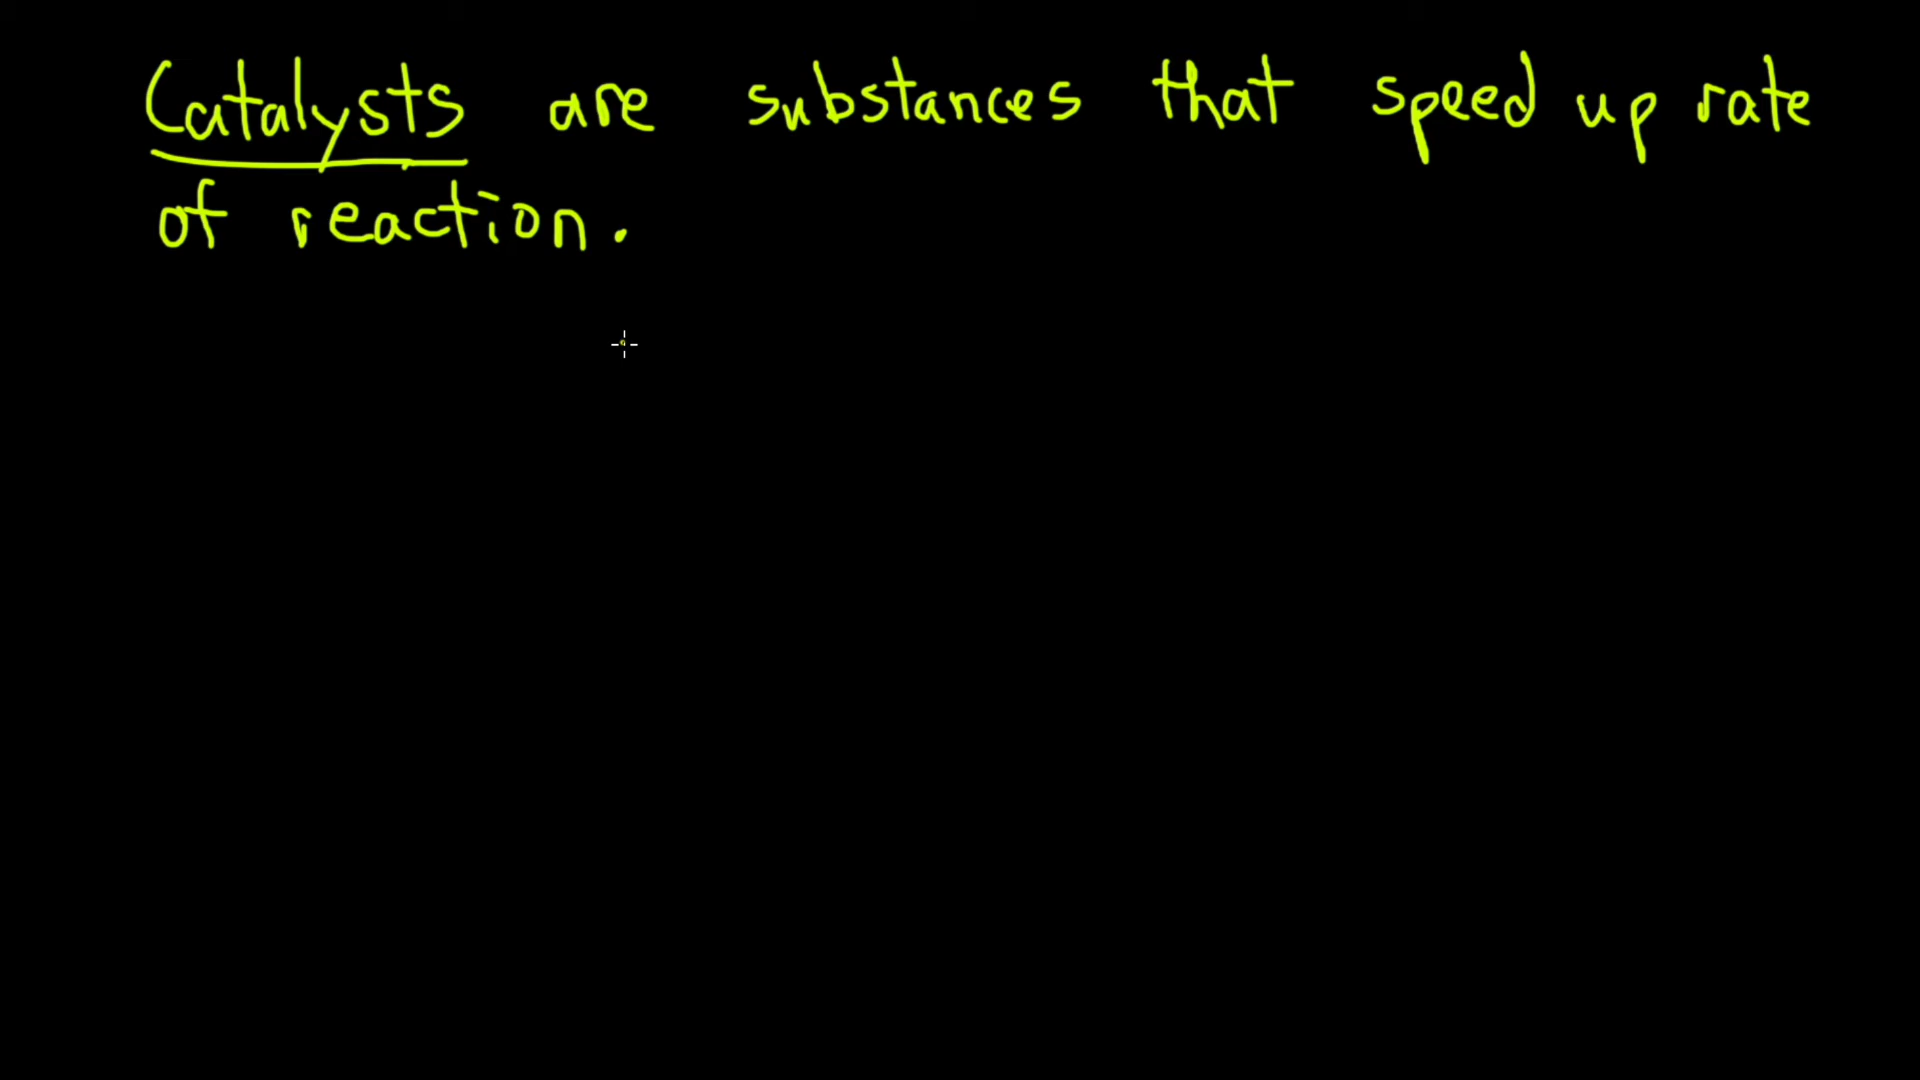 Catalysts are substances that speed up rate
of reaction.